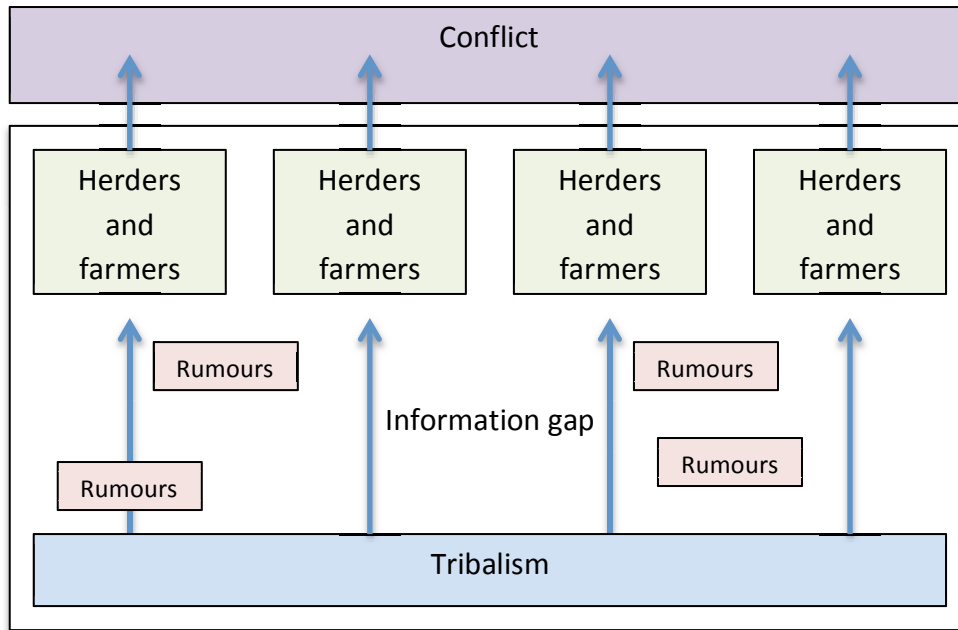 Conflict
Herders
and
farmers
Herders
and
farmers
Herders
and
farmers
Herders
and
farmers
Rumours
Rumours
Information gap
Rumours
Rumours
Tribalism